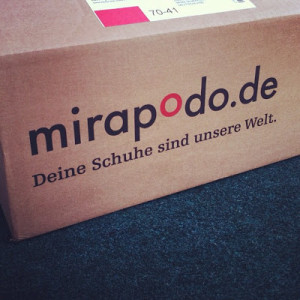 70-41
mirapodo.de
Deine Schuhe sind unsere Welt.